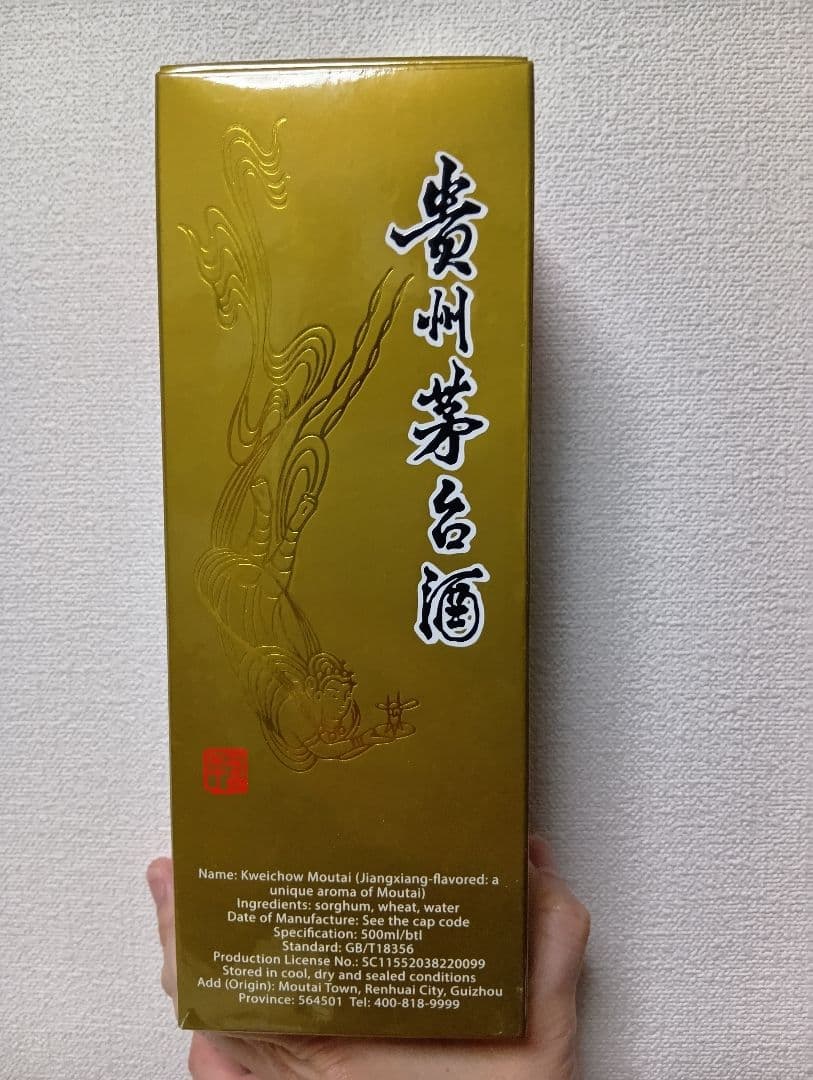 貴州茅台酒
Name: Kweichow Moutai (Jiangxiang-flavored: a
unique aroma of Moutai)
Ingredients: sorghum, wheat, water
Date of Manufacture: See the cap code
Specification: 500ml/btl
Standard: GB/T18356
Production License No.: SC11552038220099
Stored in cool, dry and sealed conditions
Add (Origin): Moutai Town, Renhuai City, Guizhou
Province: 564501 Tel: 400-818-9999